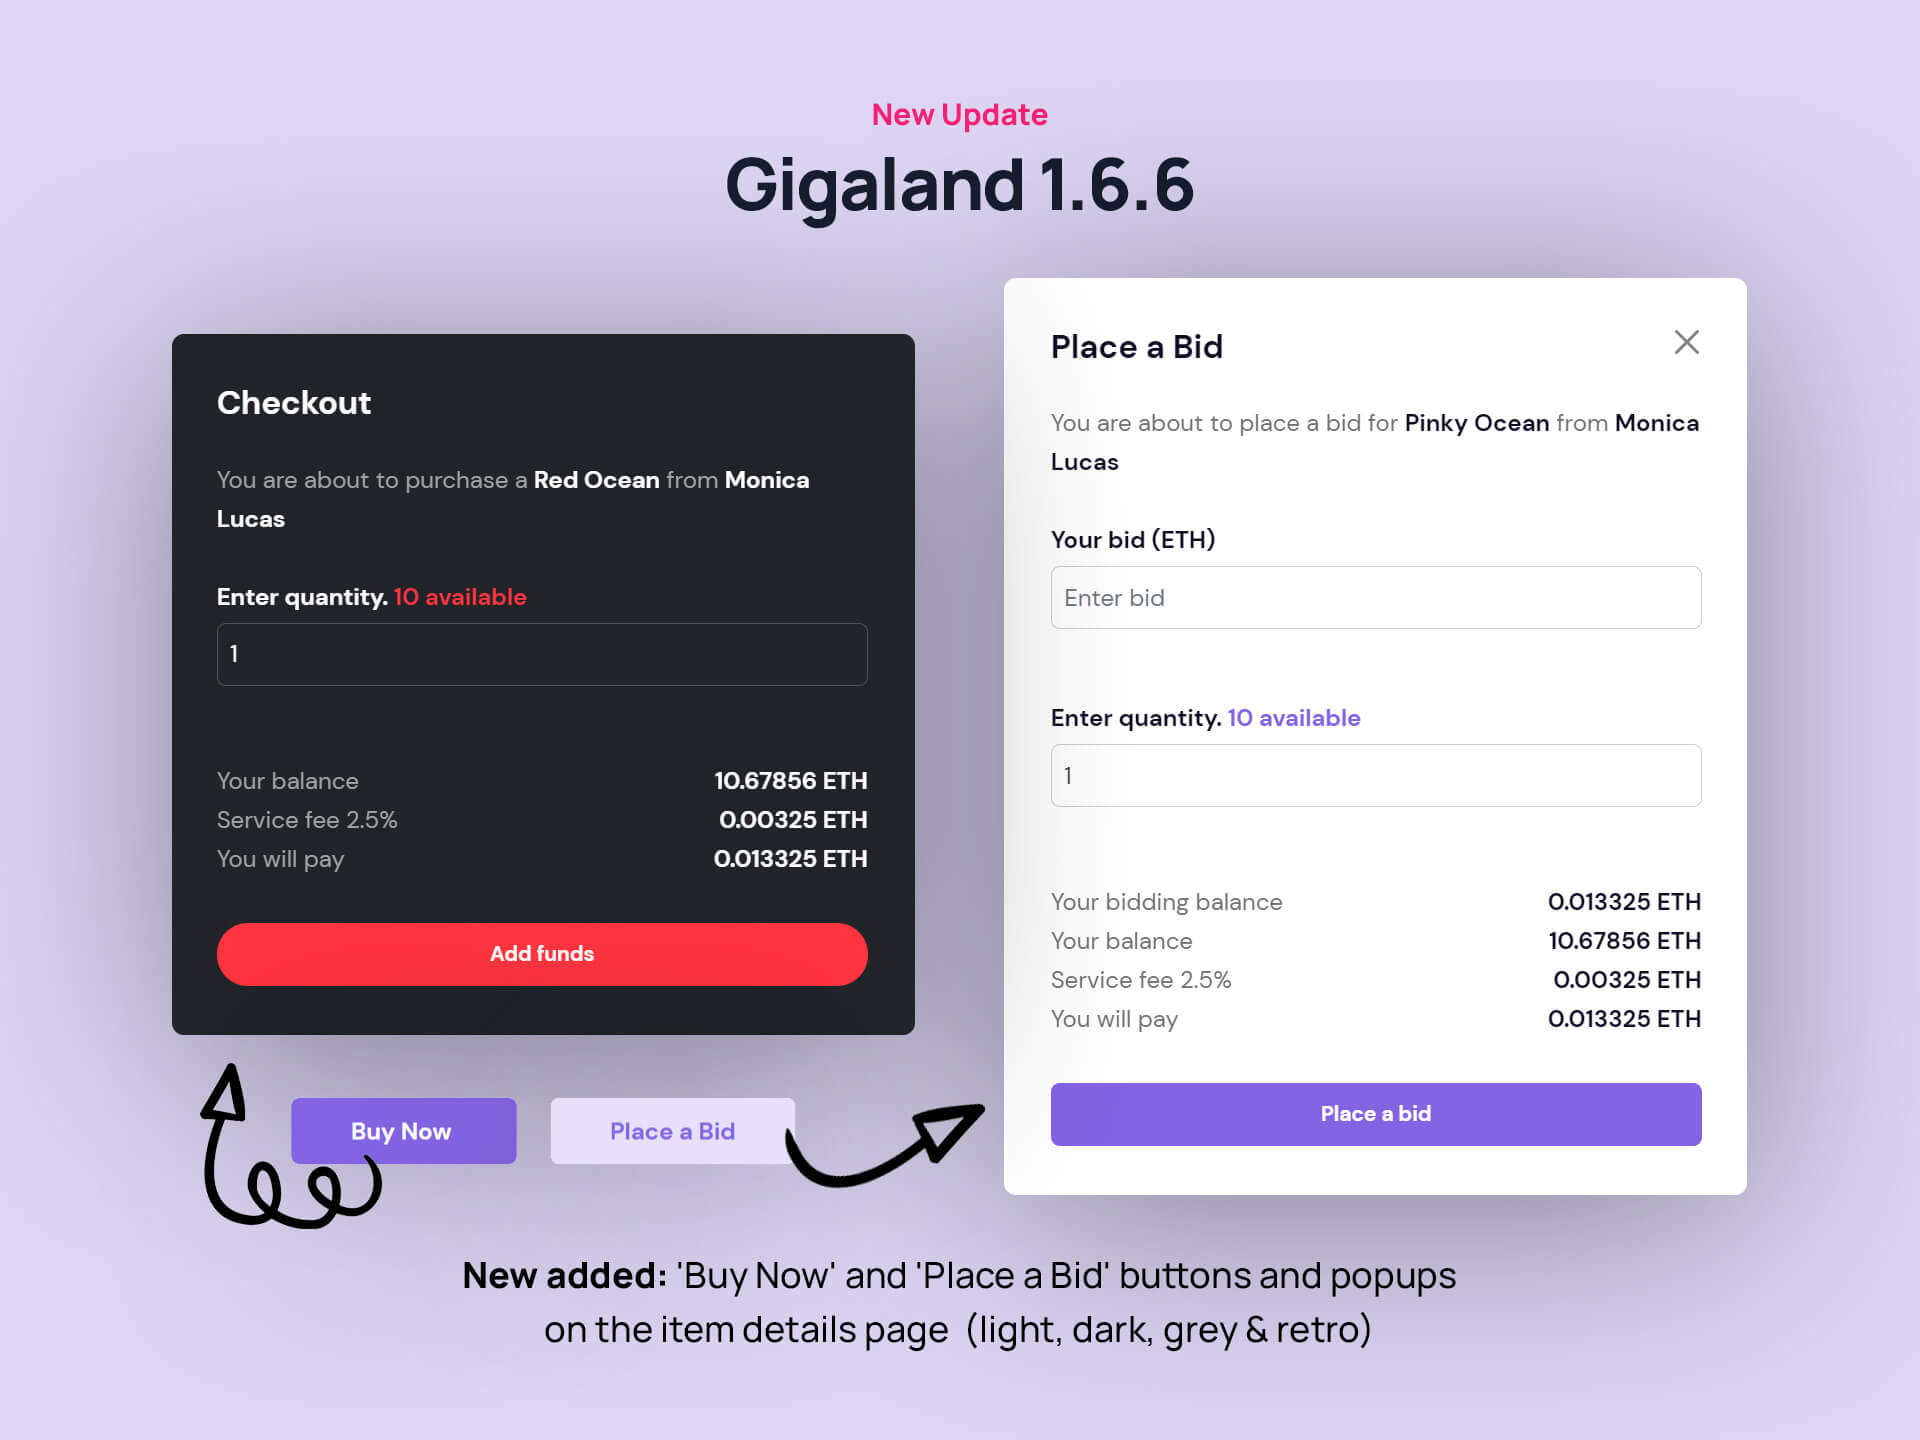 New Update
Gigaland 1.6.6
Checkout
You are about to purchase a Red Ocean from Monica
Lucas
Enter quantity. 10 available
1
Your balance 10.67856 ETH
Service fee 2.5% 0.00325 ETH
You will pay 0.013325 ETH
Add funds
Buy Now
Place a Bid
Place a Bid
You are about to place a bid for Pinky Ocean from Monica
Lucas
Your bid (ETH)
Enter bid
Enter quantity. 10 available
1
Your bidding balance 0.013325 ETH
Your balance 10.67856 ETH
Service fee 2.5% 0.00325 ETH
You will pay 0.013325 ETH
Place a bid
New added: 'Buy Now' and 'Place a Bid' buttons and popups
on the item details page (light, dark, grey & retro)